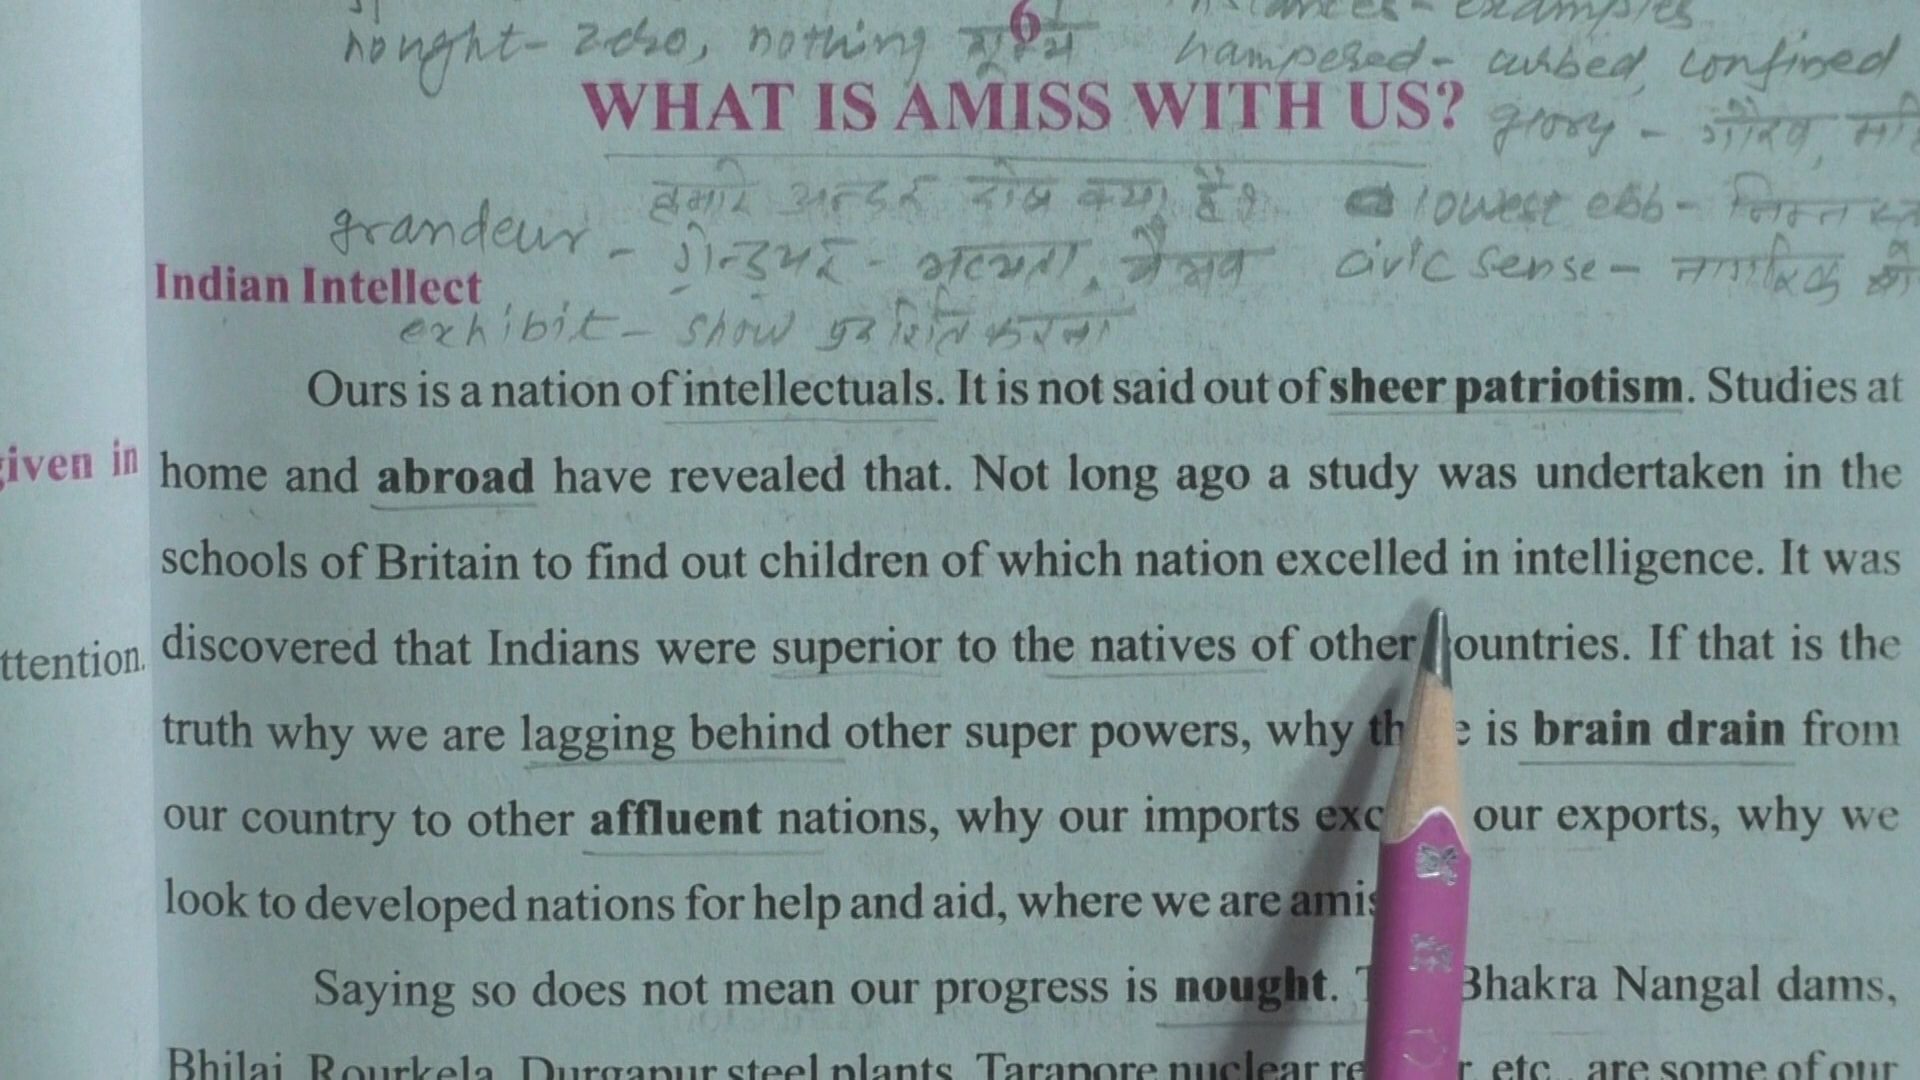 instances - examples
6
nought - zero, nothing शून्य hampered - curbed, confined
WHAT IS AMISS WITH US?
glory - गौरव,
हमारे अन्दर दोष क्या है? lowest ebb - निम्न
grandeur - ग्रेन्डयर - भव्यता, वैभव civic sense - नागरिक
Indian Intellect
exhibit - show प्रदर्शित करना
Ours is a nation of intellectuals. It is not said out of sheer patriotism. Studies at
given in home and abroad have revealed that. Not long ago a study was undertaken in the
schools of Britain to find out children of which nation excelled in intelligence. It was
ttention. discovered that Indians were superior to the natives of other ountries. If that is the
truth why we are lagging behind other super powers, why th e is brain drain from
our country to other affluent nations, why our imports exc our exports, why we
look to developed nations for help and aid, where we are amis
Saying so does not mean our progress is nought. Bhakra Nangal dams,
Bhilai, Rourkela, Durgapur steel plants, Tarapore nuclear re r, etc., are some of our